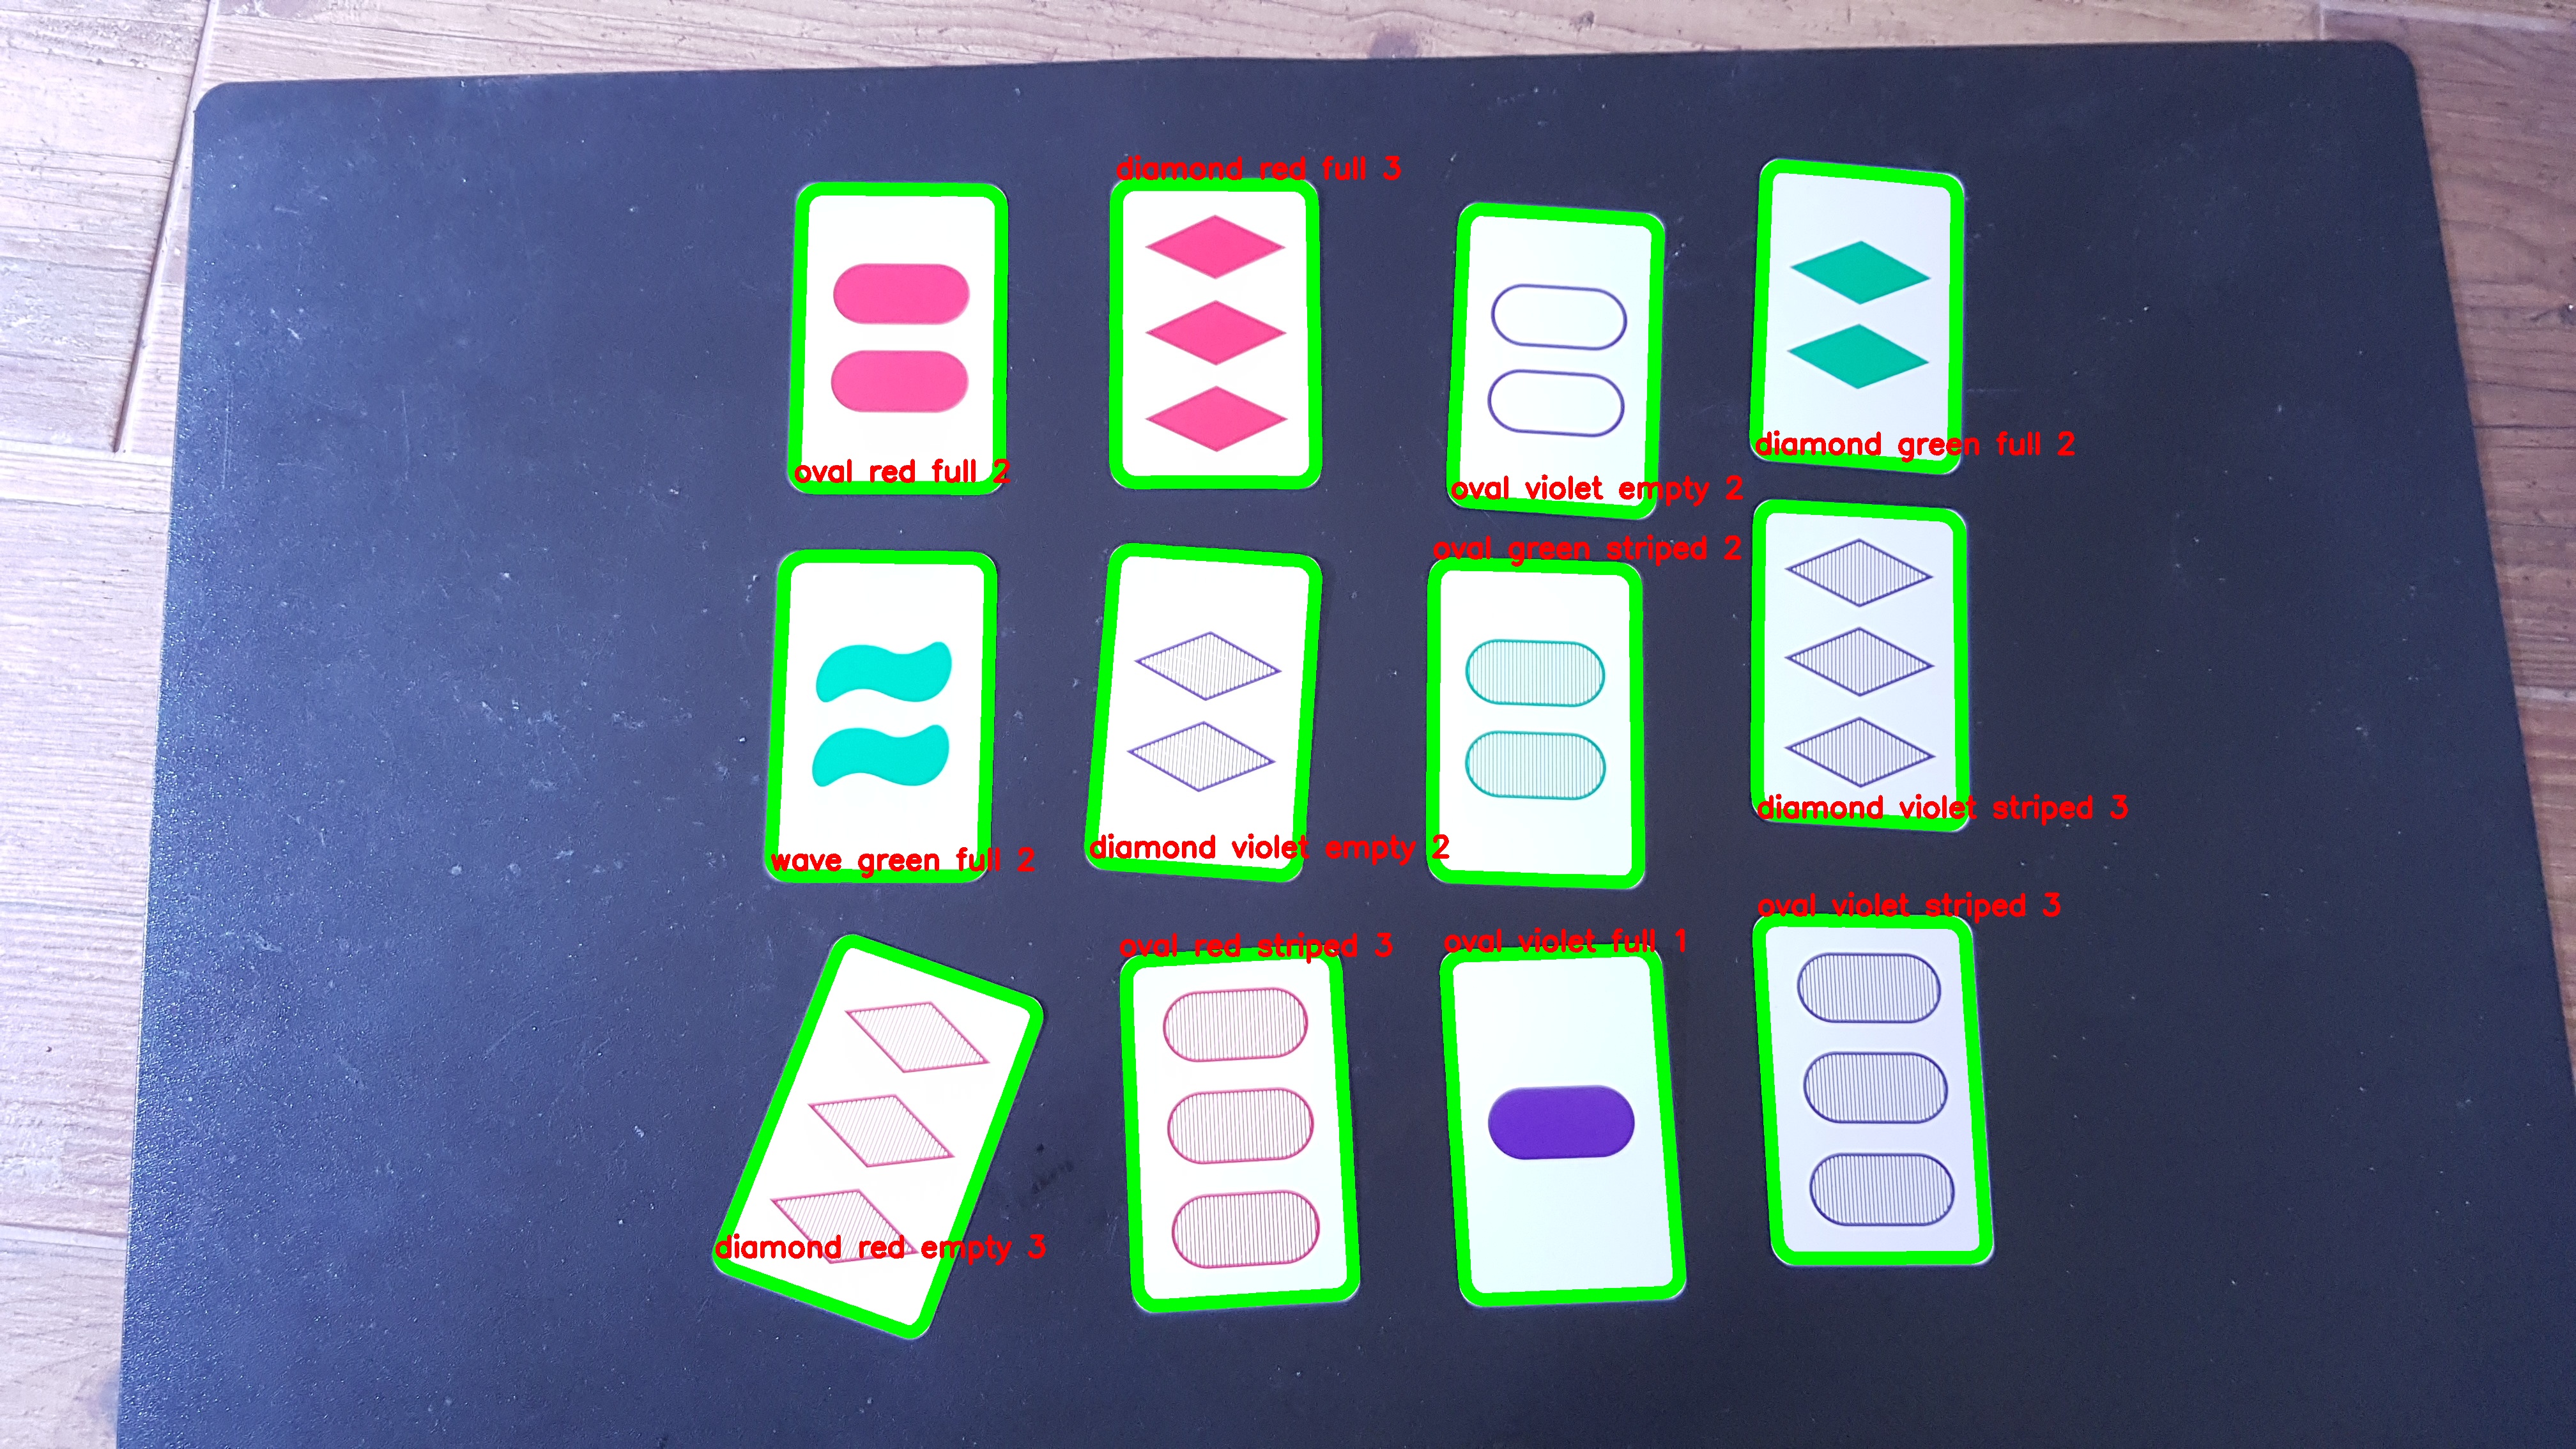 diamond red full 3
oval red full 2
oval violet empty 2
diamond green full 2
oval green striped 2
wave green full 2
diamond violet empty 2
diamond violet striped 3
oval red striped 3
oval violet full 1
oval violet striped 3
diamond red empty 3